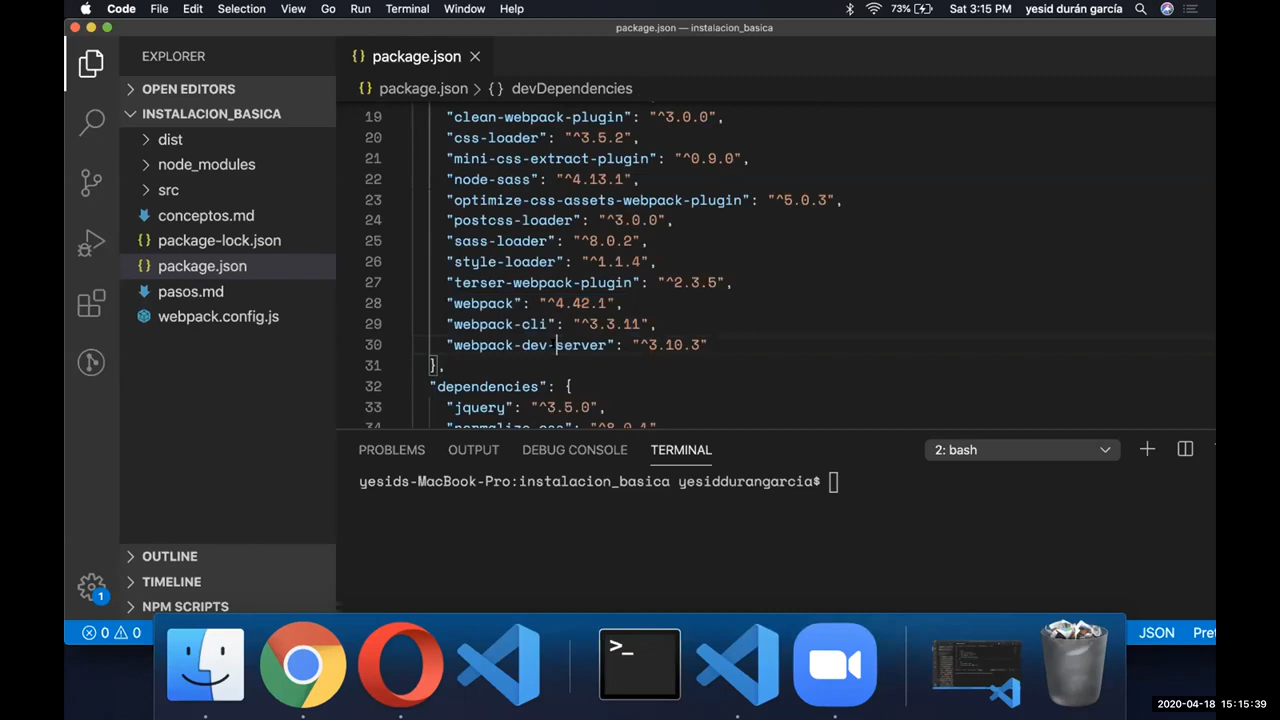 Code File Edit Selection View Go Run Terminal Window Help 73% Sat 3:15 PM yesid durán garcía
package.json — instalacion_basica
EXPLORER
OPEN EDITORS
INSTALACION_BASICA
dist
node_modules
src
conceptos.md
{} package-lock.json
{} package.json
pasos.md
webpack.config.js
OUTLINE
TIMELINE
NPM SCRIPTS
1
{} package.json
{} package.json > {} devDependencies
19 "clean-webpack-plugin": "^3.0.0",
20 "css-loader": "^3.5.2",
21 "mini-css-extract-plugin": "^0.9.0",
22 "node-sass": "^4.13.1",
23 "optimize-css-assets-webpack-plugin": "^5.0.3",
24 "postcss-loader": "^3.0.0",
25 "sass-loader": "^8.0.2",
26 "style-loader": "^1.1.4",
27 "terser-webpack-plugin": "^2.3.5",
28 "webpack": "^4.42.1",
29 "webpack-cli": "^3.3.11",
30 "webpack-dev-server": "^3.10.3"
31 },
32 "dependencies": {
33 "jquery": "^3.5.0",
34 "normalize.css": "^8.0.1"
PROBLEMS OUTPUT DEBUG CONSOLE TERMINAL 2: bash
yesids-MacBook-Pro:instalacion_basica yesiddurangarcia$
0 0 JSON Pret
>_
2020-04-18 15:15:39